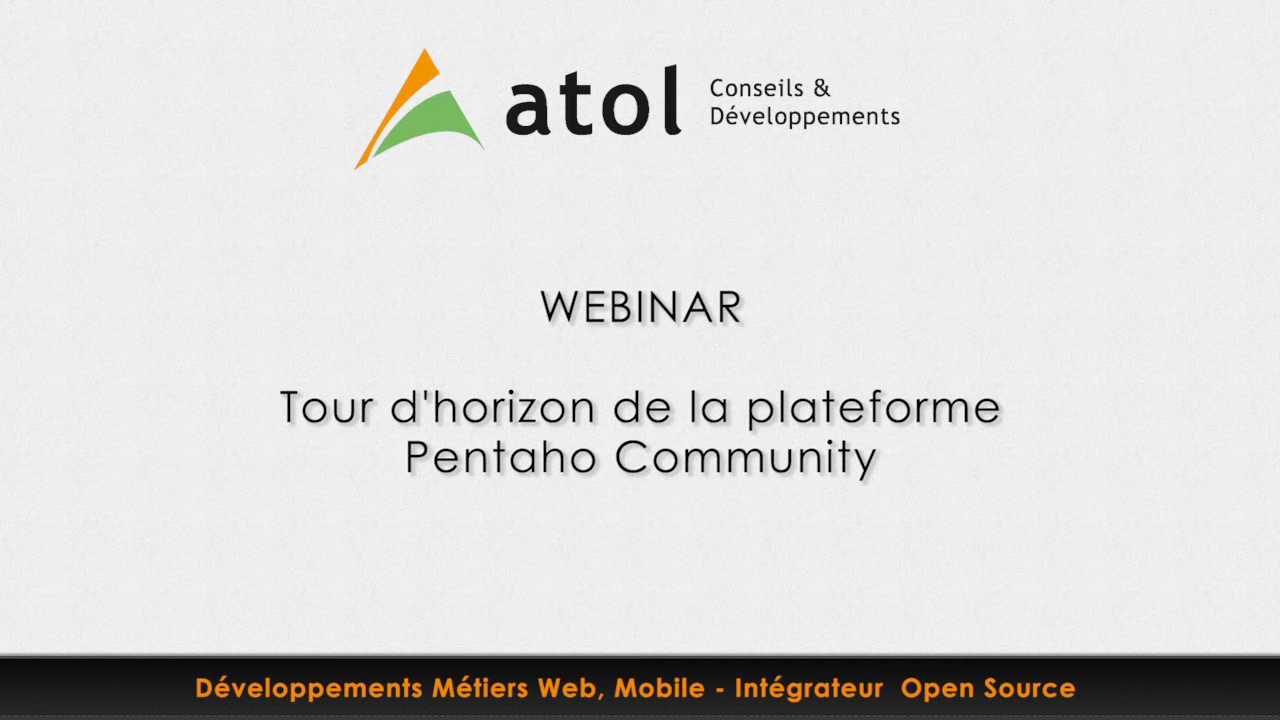 atol
Conseils &
Développements
WEBINAR
Tour d'horizon de la plateforme
Pentaho Community
Développements Métiers Web, Mobile - Intégrateur  Open Source